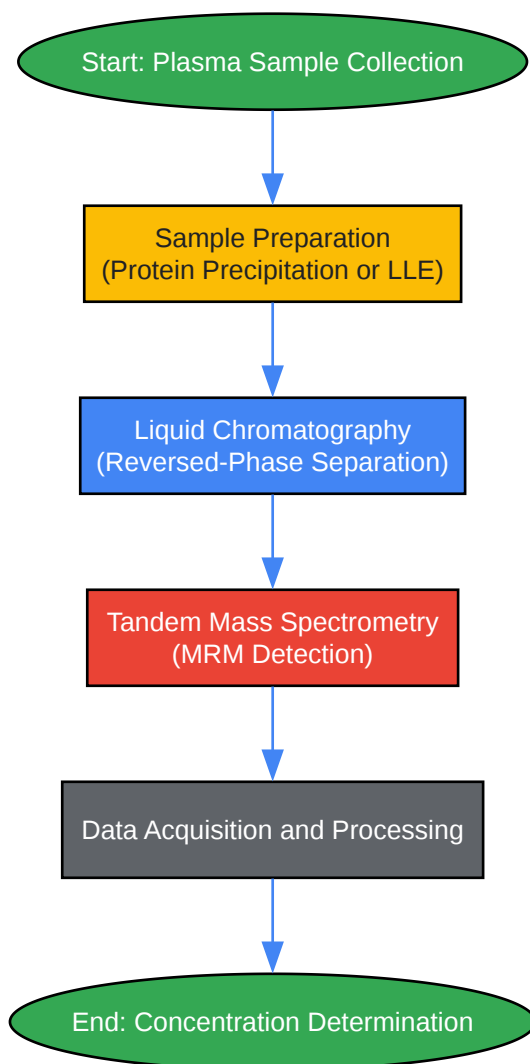 Start: Plasma Sample Collection
Sample Preparation
(Protein Precipitation or LLE)
Liquid Chromatography
(Reversed-Phase Separation)
Tandem Mass Spectrometry
(MRM Detection)
Data Acquisition and Processing
End: Concentration Determination